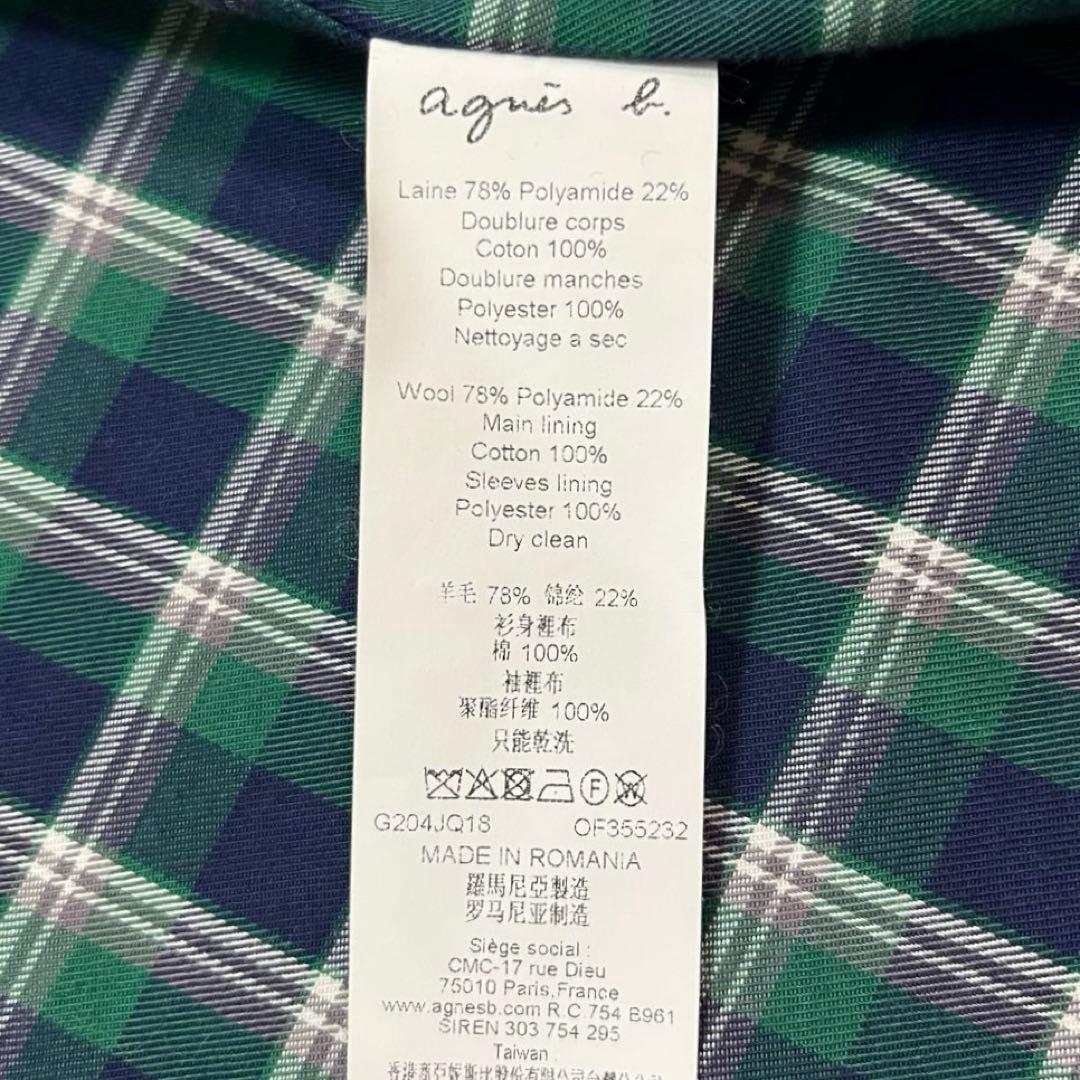 agnès b.
Laine 78% Polyamide 22%
Doublure corps
Coton 100%
Doublure manches
Polyester 100%
Nettoyage a sec
Wool 78% Polyamide 22%
Main lining
Cotton 100%
Sleeves lining
Polyester 100%
Dry clean
羊毛 78% 锦纶 22%
衫身裡布
棉 100%
袖裡布
聚酯纤维 100%
只能乾洗
F W
G204JQ18 OF355232
MADE IN ROMANIA
羅馬尼亞製造
罗马尼亚制造
Siège social :
CMC-17 rue Dieu
75010 Paris,France
www.agnesb.com R.C.754 B961
SIREN 303 754 295
Taiwan :